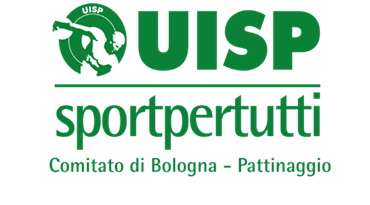 UISP
UISP
sportpertutti
Comitato di Bologna - Pattinaggio